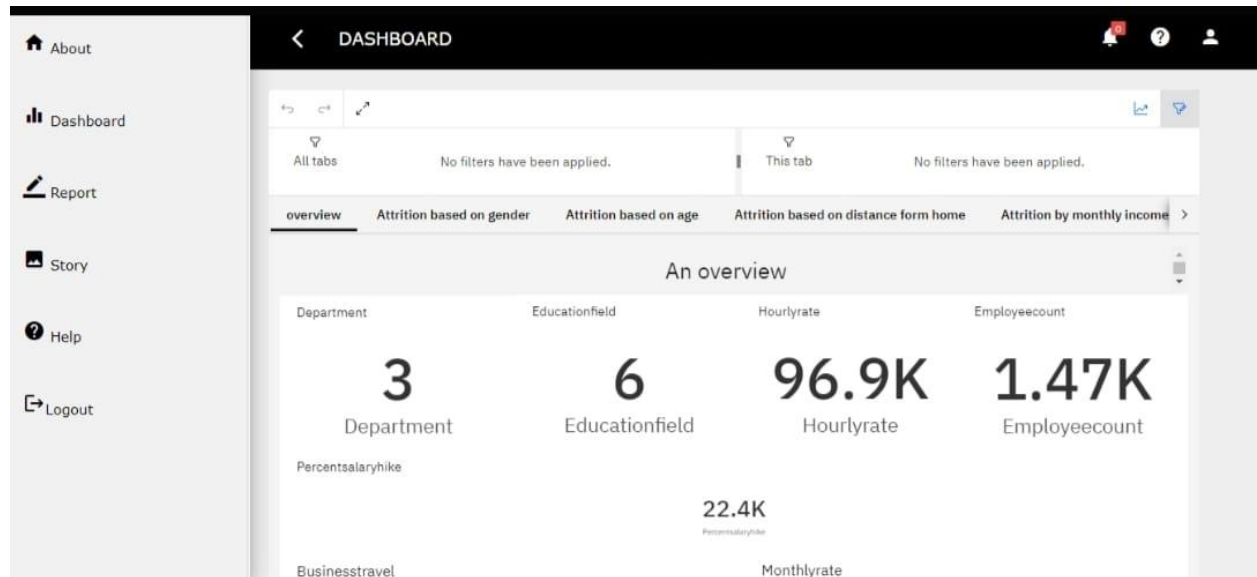 About
Dashboard
Report
Story
Help
Logout
DASHBOARD
0
All tabs
No filters have been applied.
This tab
No filters have been applied.
overview Attrition based on gender Attrition based on age Attrition based on distance form home Attrition by monthly income
An overview
Department Educationfield Hourlyrate Employeecount
3 6 96.9K 1.47K
Department Educationfield Hourlyrate Employeecount
Percentsalaryhike
22.4K
Percentsalaryhike
Businesstravel Monthlyrate